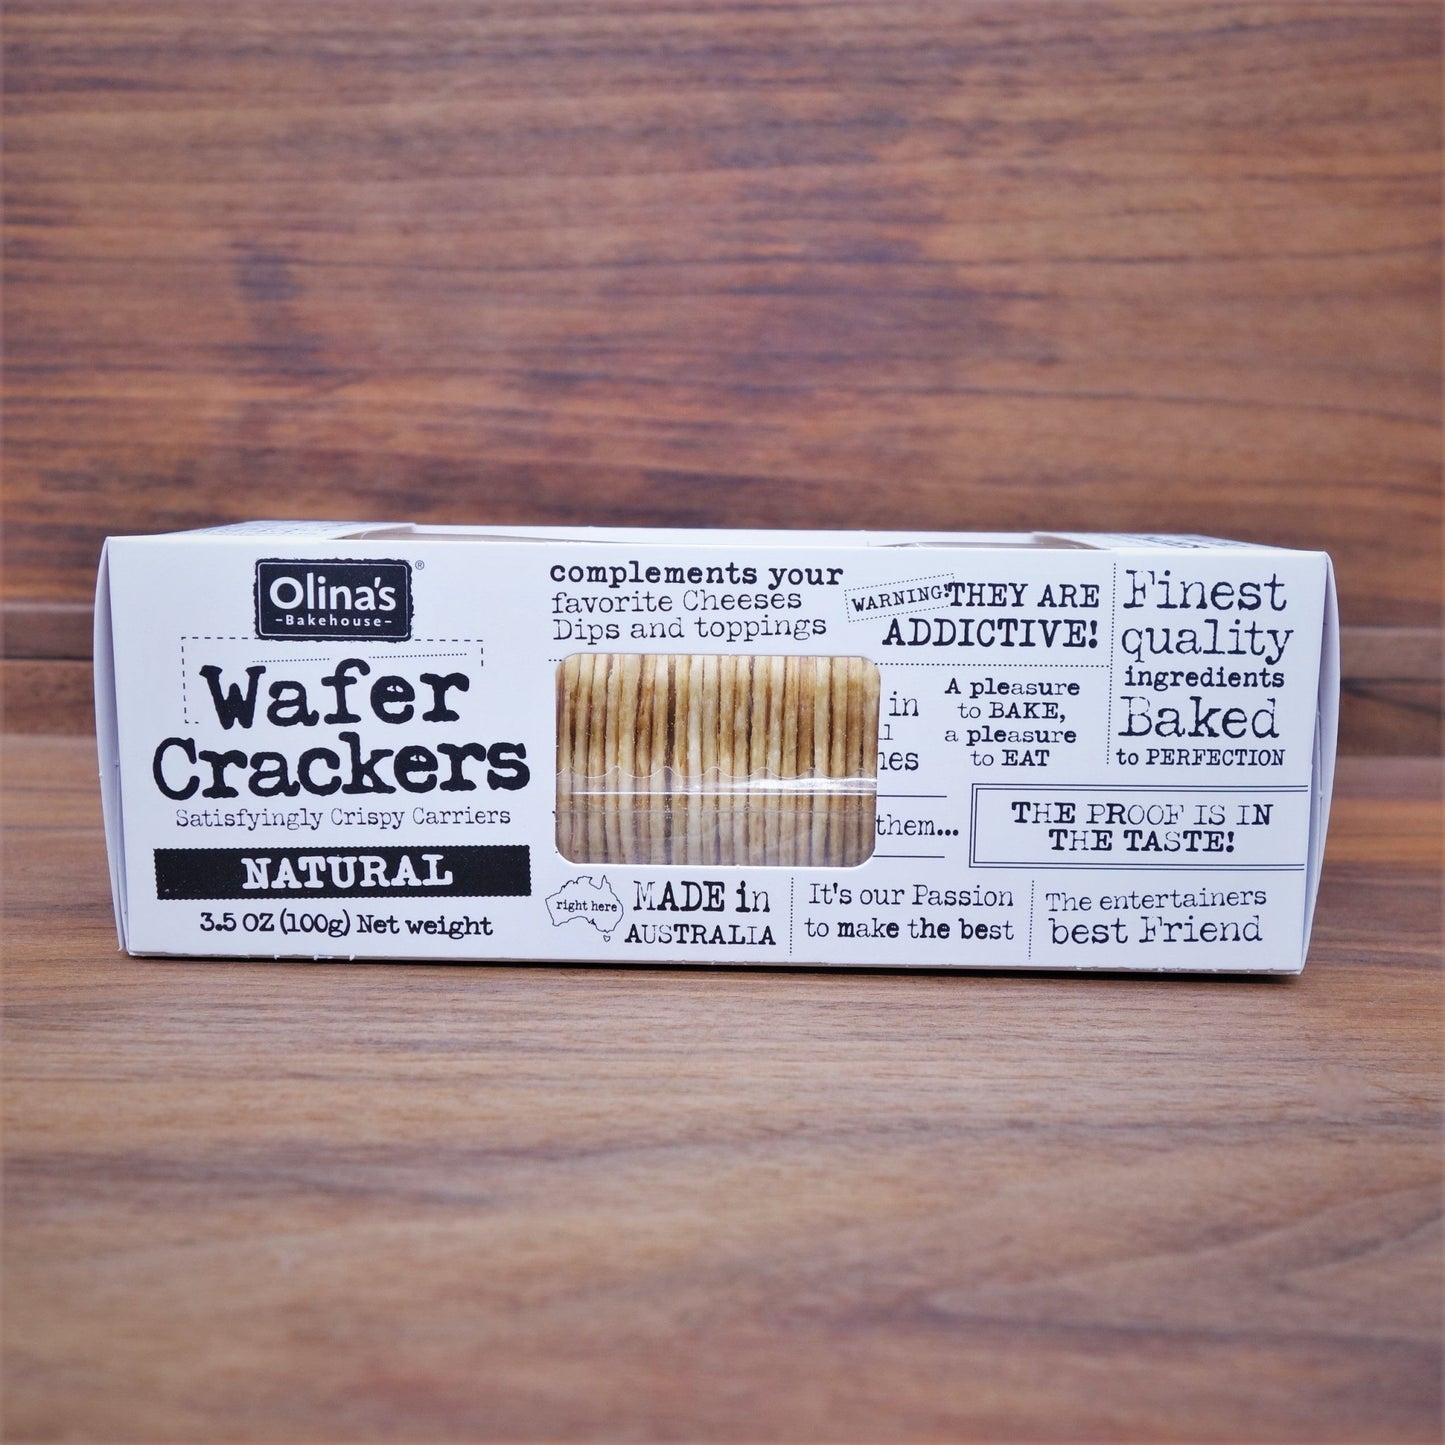 Olina's
®
-Bakehouse-
Wafer
Crackers
Satisfyingly Crispy Carriers
NATURAL
3.5 OZ (100g) Net weight
complements your
favorite Cheeses
Dips and toppings
WARNING!
THEY ARE
ADDICTIVE!
in
them...
A pleasure
to BAKE,
a pleasure
to EAT
Finest
quality
ingredients
Baked
to PERFECTION
THE PROOF IS IN
THE TASTE!
right here
MADE in
AUSTRALIA
It's our Passion
to make the best
The entertainers
best Friend